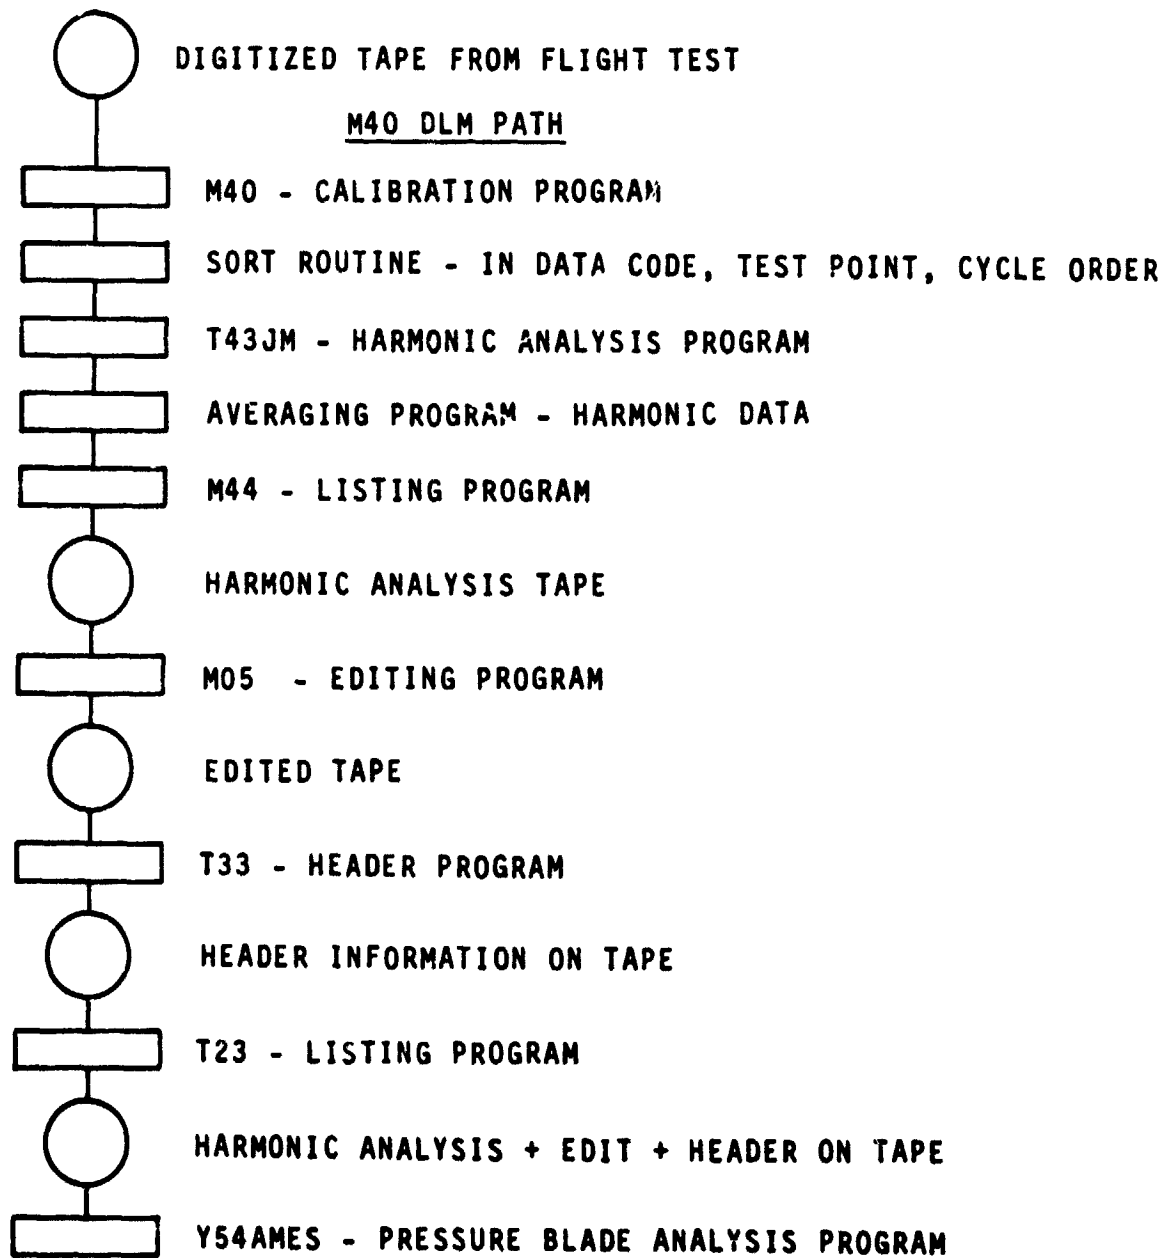 DIGITIZED TAPE FROM FLIGHT TEST
M40 DLM PATH
M40 - CALIBRATION PROGRAM
SORT ROUTINE - IN DATA CODE, TEST POINT, CYCLE ORDER
T43JM - HARMONIC ANALYSIS PROGRAM
AVERAGING PROGRAM - HARMONIC DATA
M44 - LISTING PROGRAM
HARMONIC ANALYSIS TAPE
M05 - EDITING PROGRAM
EDITED TAPE
T33 - HEADER PROGRAM
HEADER INFORMATION ON TAPE
T23 - LISTING PROGRAM
HARMONIC ANALYSIS + EDIT + HEADER ON TAPE
Y54AMES - PRESSURE BLADE ANALYSIS PROGRAM